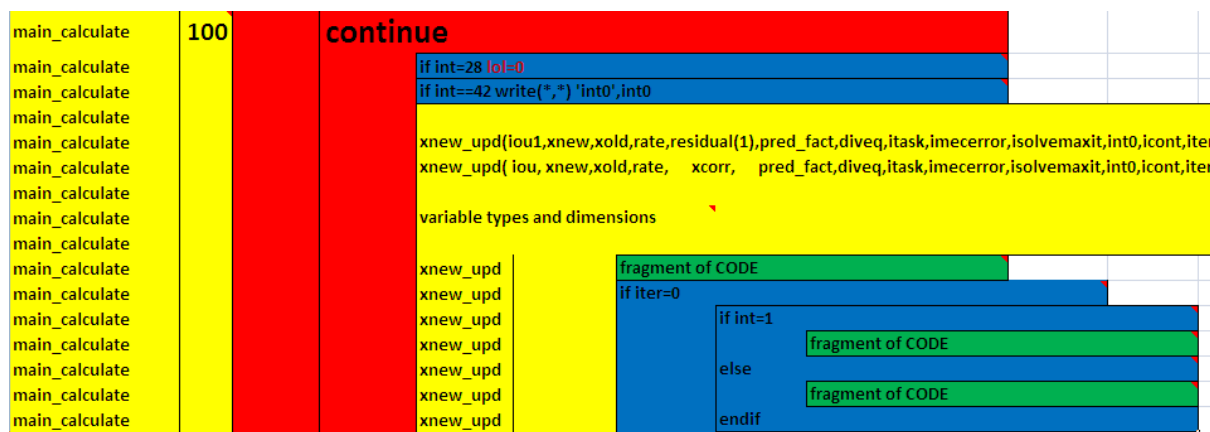 main_calculate 100 continue
main_calculate if int=28 lol=0
main_calculate if int==42 write(*,*) 'int0',int0
main_calculate
main_calculate xnew_upd(iou1,xnew,xold,rate,residual(1),pred_fact,diveq,itask,imecerror,isolvemaxit,int0,icont,iter
main_calculate xnew_upd( iou, xnew,xold,rate, xcorr, pred_fact,diveq,itask,imecerror,isolvemaxit,int0,icont,iter
main_calculate
main_calculate variable types and dimensions
main_calculate
main_calculate xnew_upd fragment of CODE
main_calculate xnew_upd if iter=0
main_calculate xnew_upd if int=1
main_calculate xnew_upd fragment of CODE
main_calculate xnew_upd else
main_calculate xnew_upd fragment of CODE
main_calculate xnew_upd endif